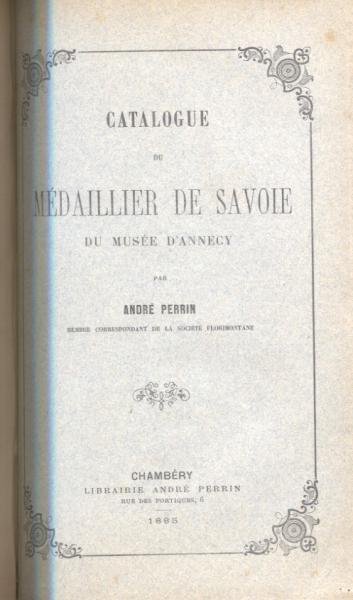 CATALOGUE
DU
MÉDAILLIER DE SAVOIE
DU MUSÉE D'ANNECY
PAR
ANDRÉ PERRIN
MEMBRE CORRESPONDANT DE LA SOCIÉTÉ FLORIMONTANE
CHAMBÉRY
LIBRAIRIE ANDRÉ PERRIN
RUE DES PORTIQUES, 6
1885